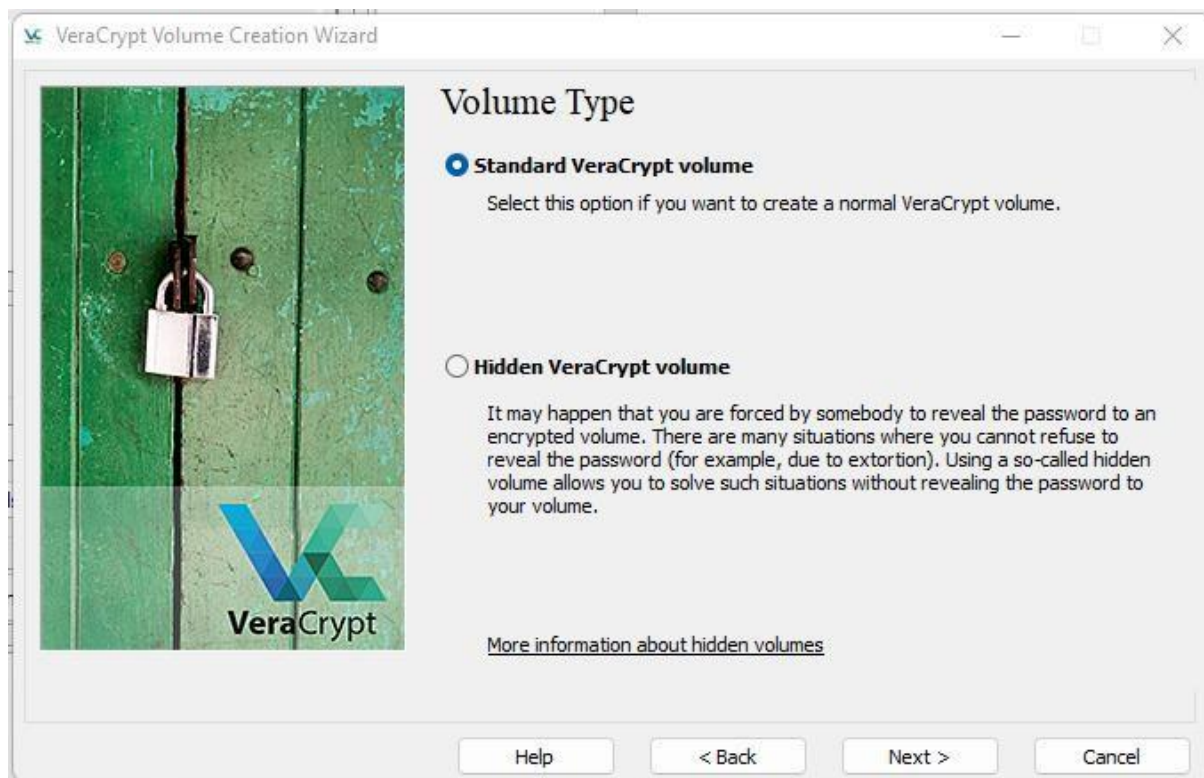 VeraCrypt Volume Creation Wizard
Volume Type
Standard VeraCrypt volume
Select this option if you want to create a normal VeraCrypt volume.
Hidden VeraCrypt volume
It may happen that you are forced by somebody to reveal the password to an
encrypted volume. There are many situations where you cannot refuse to
reveal the password (for example, due to extortion). Using a so-called hidden
volume allows you to solve such situations without revealing the password to
your volume.
VeraCrypt
More information about hidden volumes
Help
< Back
Next >
Cancel